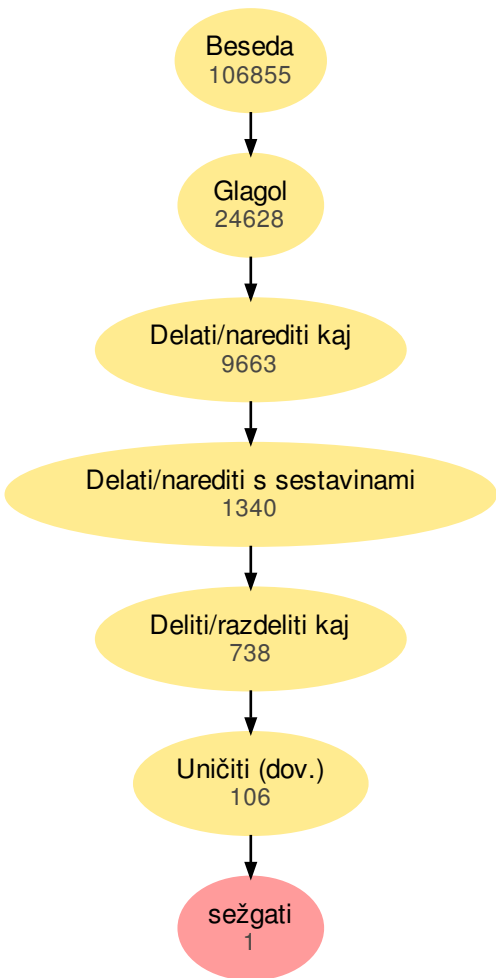 Beseda
106855
Glagol
24628
Delati/narediti kaj
9663
Delati/narediti s sestavinami
1340
Deliti/razdeliti kaj
738
Uničiti (dov.)
106
sežgati
1